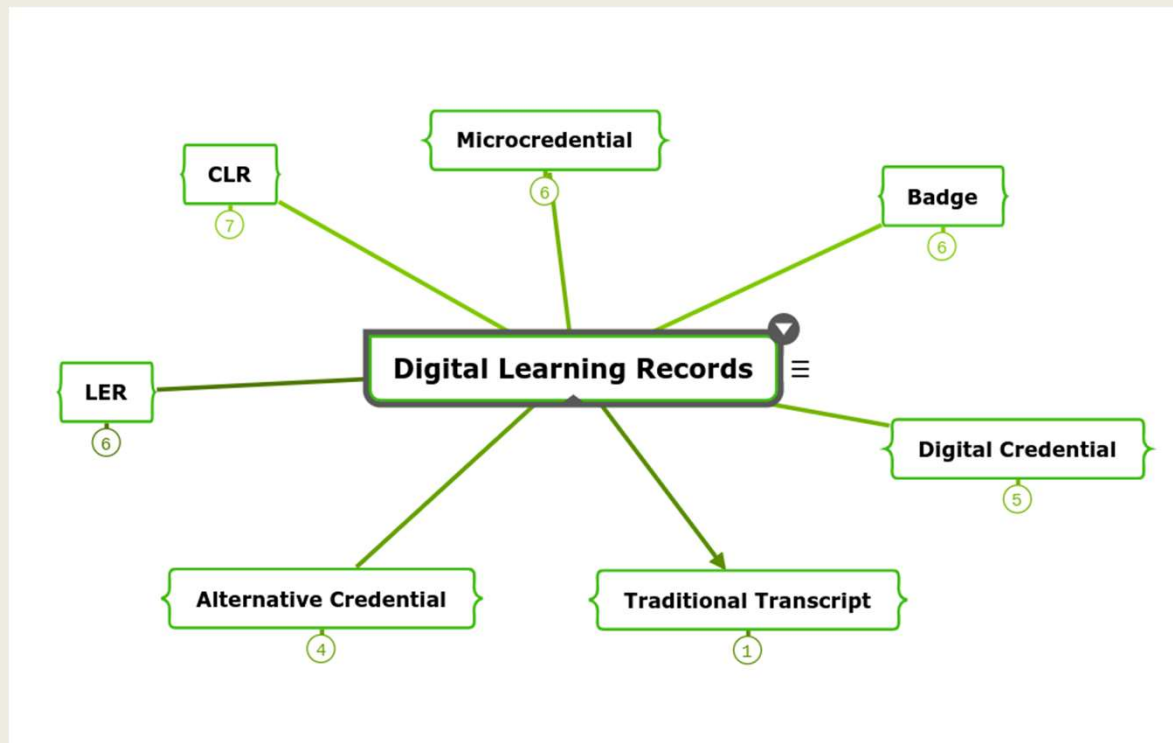 Microcredential
6
CLR
7
Badge
6
Digital Learning Records
LER
6
Digital Credential
5
Alternative Credential
4
Traditional Transcript
1